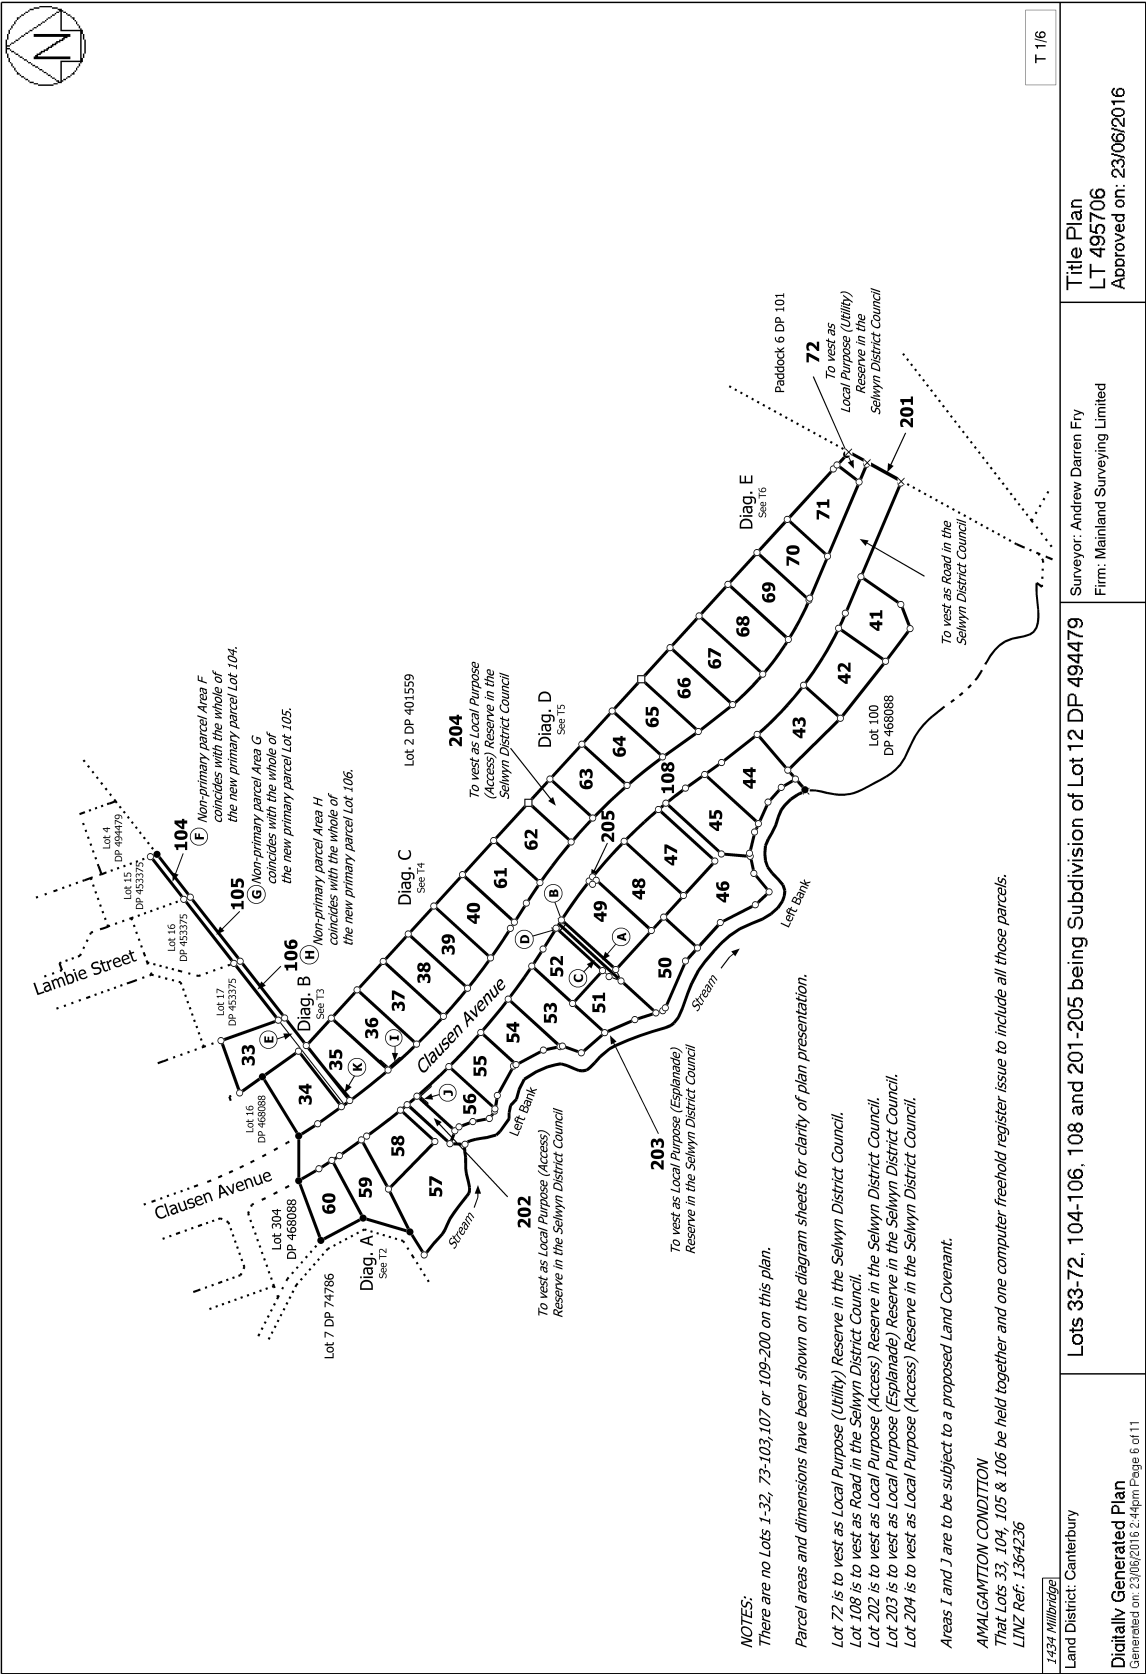 N
T 1/6
Lambie Street
Lot 4
DP 494479
Lot 15
DP 453375
Lot 16
DP 453375
Lot 17
DP 453375
104
F Non-primary parcel Area F
coincides with the whole of
the new primary parcel Lot 104.
105
G Non-primary parcel Area G
coincides with the whole of
the new primary parcel Lot 105.
106
H Non-primary parcel Area H
coincides with the whole of
the new primary parcel Lot 106.
Diag. B
See T3
E
33
34
Lot 16
DP 468088
Clausen Avenue
Lot 304
DP 468088
Lot 7 DP 74786
Diag. A
See T2
60
59
58
57
Stream
K
35
36
I
37
38
39
40
61
62
63
64
65
66
67
68
69
70
71
Diag. C
See T4
Lot 2 DP 401559
204
To vest as Local Purpose
(Access) Reserve in the
Selwyn District Council
Diag. D
See T5
Diag. E
See T6
Paddock 6 DP 101
72
To vest as
Local Purpose (Utility)
Reserve in the
Selwyn District Council
201
To vest as Road in the
Selwyn District Council
Clausen Avenue
J
56
55
54
53
52
51
50
49
48
47
46
45
44
43
42
41
D
B
C
A
205
108
Lot 100
DP 468088
Left Bank
Stream
Left Bank
202
To vest as Local Purpose (Access)
Reserve in the Selwyn District Council
203
To vest as Local Purpose (Esplanade)
Reserve in the Selwyn District Council
NOTES:
There are no Lots 1-32, 73-103,107 or 109-200 on this plan.
Parcel areas and dimensions have been shown on the diagram sheets for clarity of plan presentation.
Lot 72 is to vest as Local Purpose (Utility) Reserve in the Selwyn District Council.
Lot 108 is to vest as Road in the Selwyn District Council.
Lot 202 is to vest as Local Purpose (Access) Reserve in the Selwyn District Council.
Lot 203 is to vest as Local Purpose (Esplanade) Reserve in the Selwyn District Council.
Lot 204 is to vest as Local Purpose (Access) Reserve in the Selwyn District Council.
Areas I and J are to be subject to a proposed Land Covenant.
AMALGAMTION CONDITION
That Lots 33, 104, 105 & 106 be held together and one computer freehold register issue to include all those parcels.
LINZ Ref: 1364236
1434 Millbridge
Land District: Canterbury
Digitally Generated Plan
Generated on: 23/06/2016 2:44pm Page 6 of 11
Lots 33-72, 104-106, 108 and 201-205 being Subdivision of Lot 12 DP 494479
Surveyor: Andrew Darren Fry
Firm: Mainland Surveying Limited
Title Plan
LT 495706
Approved on: 23/06/2016